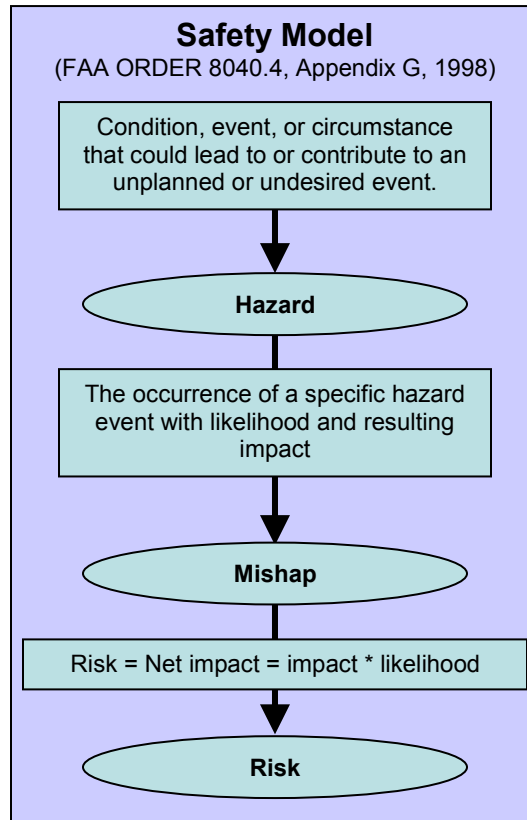 Safety Model
(FAA ORDER 8040.4, Appendix G, 1998)
Condition, event, or circumstance
that could lead to or contribute to an
unplanned or undesired event.
Hazard
The occurrence of a specific hazard
event with likelihood and resulting
impact
Mishap
Risk = Net impact = impact * likelihood
Risk